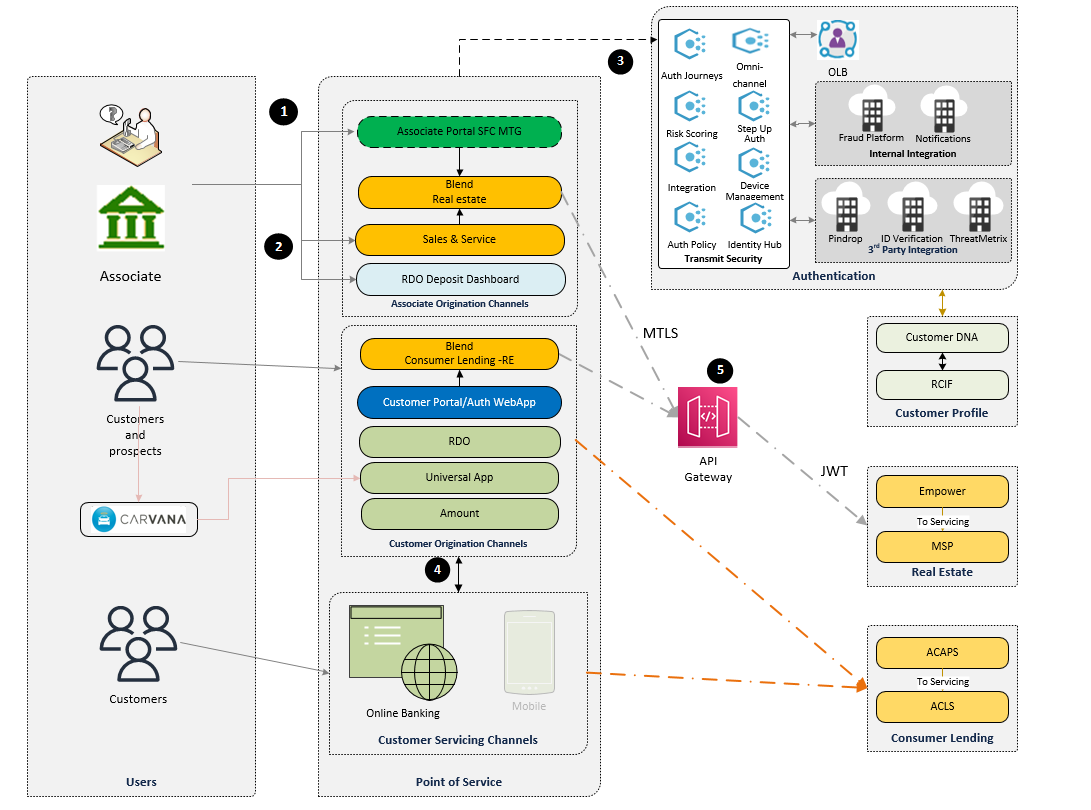 Associate
Customers
and
prospects
CARVANA
Customers
Users
1
2
Associate Portal SFC MTG
Blend
Real estate
Sales & Service
RDO Deposit Dashboard
Associate Origination Channels
Blend
Consumer Lending -RE
Customer Portal/Auth WebApp
RDO
Universal App
Amount
Customer Origination Channels
4
Online Banking
Mobile
Customer Servicing Channels
Point of Service
3
Auth Journeys
Omni-
channel
Risk Scoring
Step Up
Auth
Integration
Device
Management
Auth Policy
Identity Hub
Transmit Security
OLB
Fraud Platform
Notifications
Internal Integration
Pindrop
ID Verification
ThreatMetrix
3rd Party Integration
Authentication
MTLS
5
API
Gateway
JWT
Customer DNA
RCIF
Customer Profile
Empower
To Servicing
MSP
Real Estate
ACAPS
To Servicing
ACLS
Consumer Lending